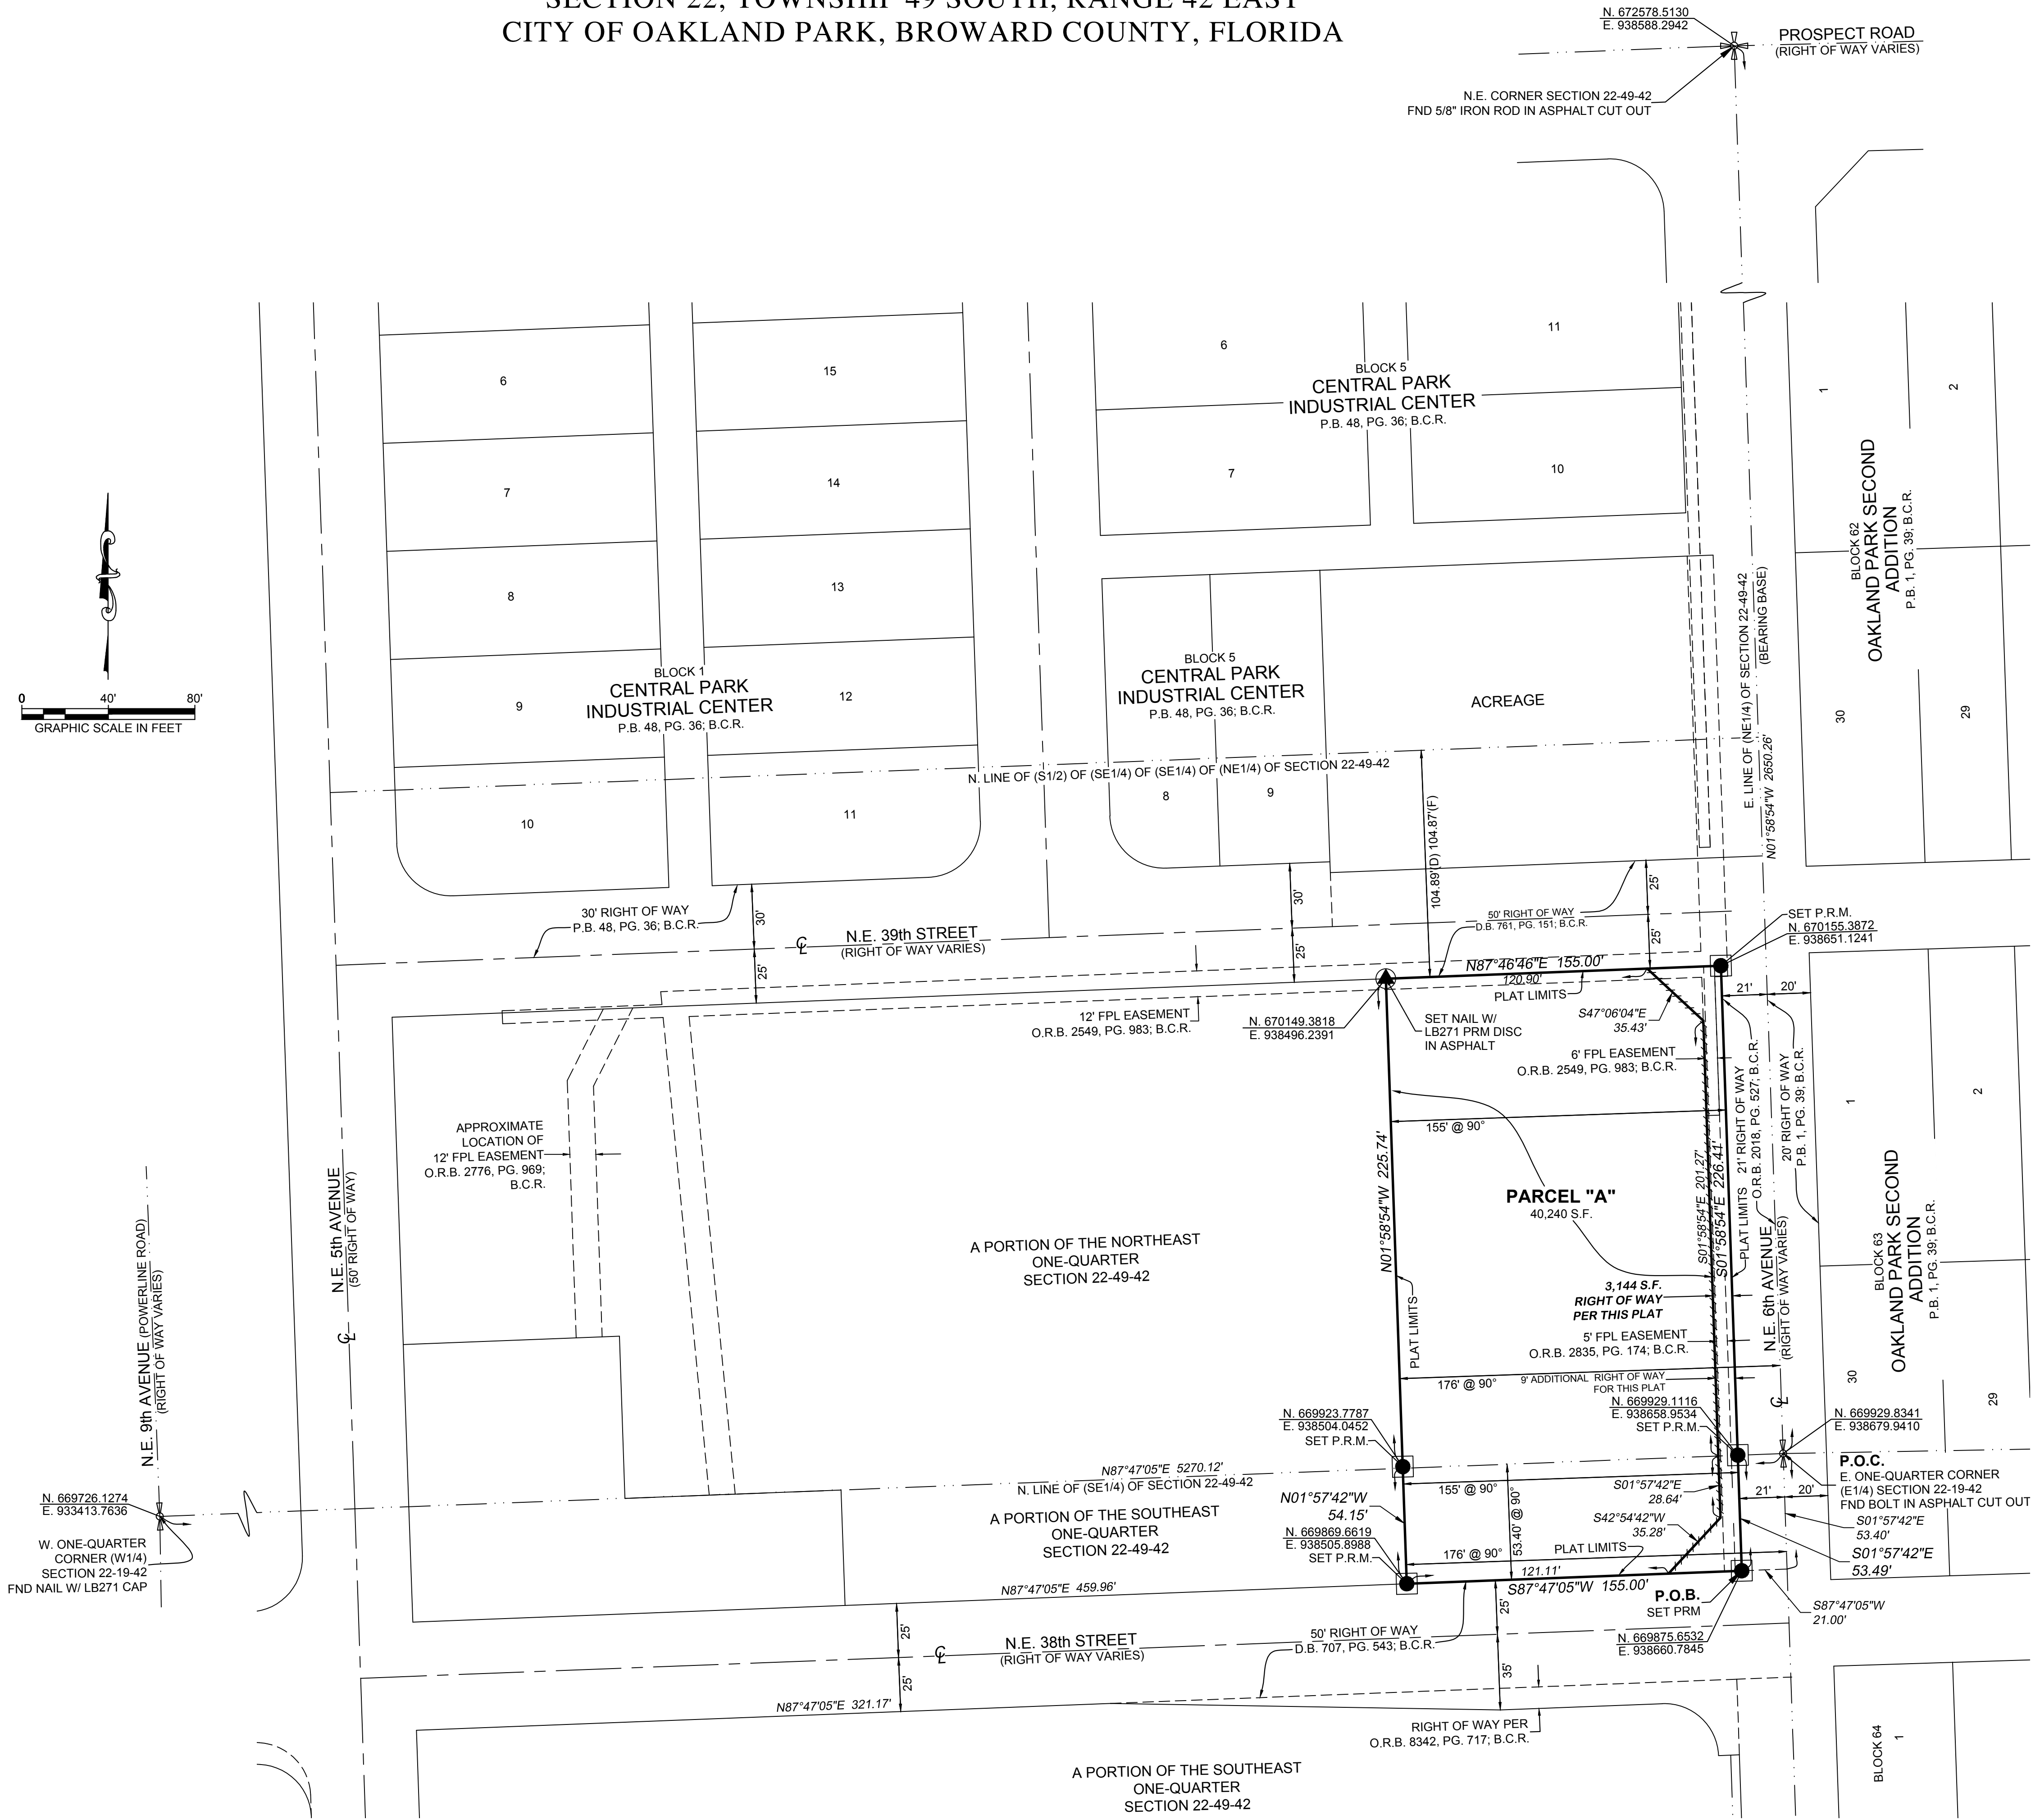 SECTION 22, TOWNSHIP 49 SOUTH, RANGE 42 EAST
CITY OF OAKLAND PARK, BROWARD COUNTY, FLORIDA
N. 672578.5130
E. 938588.2942
PROSPECT ROAD
(RIGHT OF WAY VARIES)
N.E. CORNER SECTION 22-49-42
FND 5/8" IRON ROD IN ASPHALT CUT OUT
0 40' 80'
GRAPHIC SCALE IN FEET
6
7
8
9
10
15
14
13
12
11
BLOCK 1
CENTRAL PARK
INDUSTRIAL CENTER
P.B. 48, PG. 36; B.C.R.
6
7
11
10
BLOCK 5
CENTRAL PARK
INDUSTRIAL CENTER
P.B. 48, PG. 36; B.C.R.
BLOCK 5
CENTRAL PARK
INDUSTRIAL CENTER
P.B. 48, PG. 36; B.C.R.
8
9
ACREAGE
N. LINE OF (S1/2) OF (SE1/4) OF (SE1/4) OF (NE1/4) OF SECTION 22-49-42
104.89'(D) 104.87'(F)
E. LINE OF (NE1/4) OF SECTION 22-49-42
(BEARING BASE)
N01°58'54"W 2650.26'
1
2
BLOCK 62
OAKLAND PARK SECOND
ADDITION
P.B. 1, PG. 39; B.C.R.
30
29
30' RIGHT OF WAY
P.B. 48, PG. 36; B.C.R.
30'
25'
℄
N.E. 39th STREET
(RIGHT OF WAY VARIES)
30'
25'
50' RIGHT OF WAY
D.B. 761, PG. 151; B.C.R.
25'
25'
SET P.R.M.
N. 670155.3872
E. 938651.1241
N87°46'46"E 155.00'
120.90'
PLAT LIMITS
12' FPL EASEMENT
O.R.B. 2549, PG. 983; B.C.R.
N. 670149.3818
E. 938496.2391
SET NAIL W/
LB271 PRM DISC
IN ASPHALT
S47°06'04"E
35.43'
6' FPL EASEMENT
O.R.B. 2549, PG. 983; B.C.R.
21'
20'
21' RIGHT OF WAY
O.R.B. 2018, PG. 527; B.C.R.
20' RIGHT OF WAY
P.B. 1, PG. 39; B.C.R.
APPROXIMATE
LOCATION OF
12' FPL EASEMENT
O.R.B. 2776, PG. 969;
B.C.R.
N.E. 5th AVENUE
(50' RIGHT OF WAY)
℄
N.E. 9th AVENUE (POWERLINE ROAD)
(RIGHT OF WAY VARIES)
A PORTION OF THE NORTHEAST
ONE-QUARTER
SECTION 22-49-42
155' @ 90°
N01°58'54"W 225.74'
PLAT LIMITS
PARCEL "A"
40,240 S.F.
S01°58'54"E 201.27'
S01°58'54"E 226.41'
PLAT LIMITS
3,144 S.F.
RIGHT OF WAY
PER THIS PLAT
5' FPL EASEMENT
O.R.B. 2835, PG. 174; B.C.R.
N.E. 6th AVENUE
(RIGHT OF WAY VARIES)
℄
1
2
BLOCK 63
OAKLAND PARK SECOND
ADDITION
P.B. 1, PG. 39; B.C.R.
30
29
176' @ 90°
9' ADDITIONAL RIGHT OF WAY
FOR THIS PLAT
N. 669929.1116
E. 938658.9534
SET P.R.M.
N. 669923.7787
E. 938504.0452
SET P.R.M.
N. 669929.8341
E. 938679.9410
P.O.C.
E. ONE-QUARTER CORNER
(E1/4) SECTION 22-19-42
FND BOLT IN ASPHALT CUT OUT
N87°47'05"E 5270.12'
N. LINE OF (SE1/4) OF SECTION 22-49-42
N. 669726.1274
E. 933413.7636
W. ONE-QUARTER
CORNER (W1/4)
SECTION 22-19-42
FND NAIL W/ LB271 CAP
A PORTION OF THE SOUTHEAST
ONE-QUARTER
SECTION 22-49-42
N01°57'42"W
54.15'
N. 669869.6619
E. 938505.8988
SET P.R.M.
155' @ 90°
53.40' @ 90°
S01°57'42"E
28.64'
S42°54'42"W
35.28'
21'
20'
S01°57'42"E
53.40'
S01°57'42"E
53.49'
176' @ 90°
PLAT LIMITS
121.11'
S87°47'05"W 155.00'
P.O.B.
SET PRM
S87°47'05"W
21.00'
N. 669875.6532
E. 938660.7845
N87°47'05"E 459.96'
25'
25'
℄
N.E. 38th STREET
(RIGHT OF WAY VARIES)
50' RIGHT OF WAY
D.B. 707, PG. 543; B.C.R.
25'
35'
N87°47'05"E 321.17'
RIGHT OF WAY PER
O.R.B. 8342, PG. 717; B.C.R.
A PORTION OF THE SOUTHEAST
ONE-QUARTER
SECTION 22-49-42
BLOCK 64
1